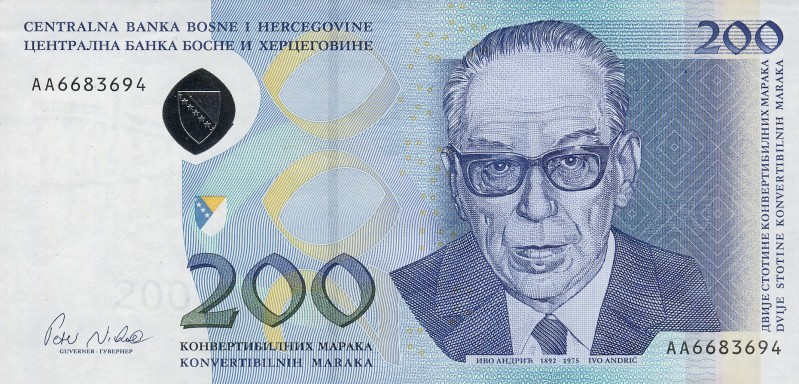 CENTRALNA BANKA BOSNE I HERCEGOVINE
ЦЕНТРАЛНА БАНКА БОСНЕ И ХЕРЦЕГОВИНЕ
200
AA6683694
200
200
КОНВЕРТИБИЛНИХ МАРАКА
KONVERTIBILNIH MARAKA
GUVERNER - ГУВЕРНЕР
ИВО АНДРИЋ 1892 - 1975 IVO ANDRIĆ
AA6683694
ДВИЈЕ СТОТИНЕ КОНВЕРТИБИЛНИХ МАРАКА
DVIJE STOTINE KONVERTIBILNIH MARAKA